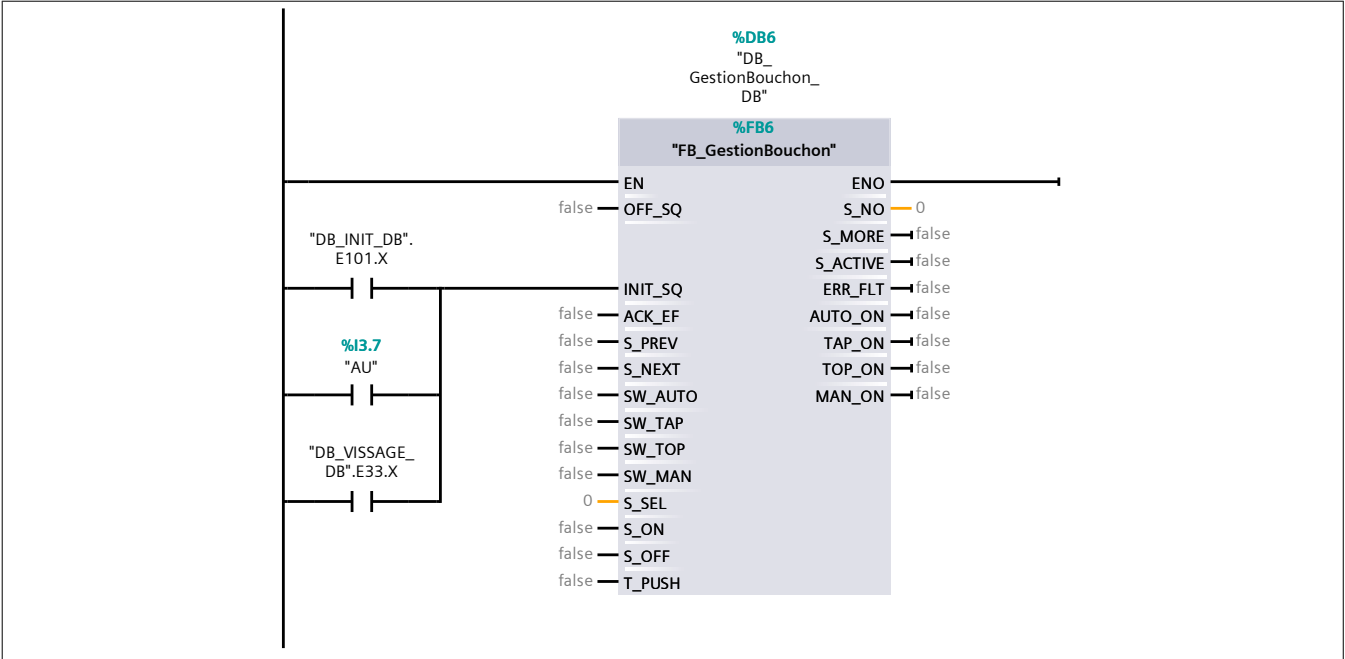 %DB6
"DB_
GestionBouchon_
DB"
%FB6
"FB_GestionBouchon"
EN ENO
false OFF_SQ S_NO 0
S_MORE false
"DB_INIT_DB".
E101.X
S_ACTIVE false
INIT_SQ ERR_FLT false
false ACK_EF AUTO_ON false
%I3.7
"AU"
false S_PREV TAP_ON false
false S_NEXT TOP_ON false
false SW_AUTO MAN_ON false
false SW_TAP
"DB_VISSAGE_
DB".E33.X
false SW_TOP
false SW_MAN
0 S_SEL
false S_ON
false S_OFF
false T_PUSH